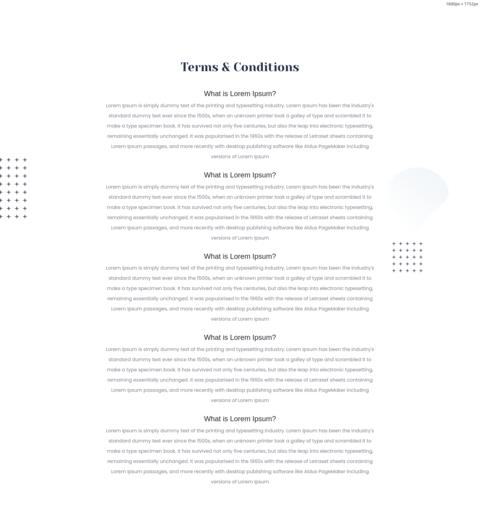 1680px × 1752px
Terms & Conditions
What is Lorem Ipsum?
Lorem Ipsum is simply dummy text of the printing and typesetting industry. Lorem Ipsum has been the industry's
standard dummy text ever since the 1500s, when an unknown printer took a galley of type and scrambled it to
make a type specimen book. It has survived not only five centuries, but also the leap into electronic typesetting,
remaining essentially unchanged. It was popularised in the 1960s with the release of Letraset sheets containing
Lorem Ipsum passages, and more recently with desktop publishing software like Aldus PageMaker including
versions of Lorem Ipsum
What is Lorem Ipsum?
Lorem Ipsum is simply dummy text of the printing and typesetting industry. Lorem Ipsum has been the industry's
standard dummy text ever since the 1500s, when an unknown printer took a galley of type and scrambled it to
make a type specimen book. It has survived not only five centuries, but also the leap into electronic typesetting,
remaining essentially unchanged. It was popularised in the 1960s with the release of Letraset sheets containing
Lorem Ipsum passages, and more recently with desktop publishing software like Aldus PageMaker including
versions of Lorem Ipsum
What is Lorem Ipsum?
Lorem Ipsum is simply dummy text of the printing and typesetting industry. Lorem Ipsum has been the industry's
standard dummy text ever since the 1500s, when an unknown printer took a galley of type and scrambled it to
make a type specimen book. It has survived not only five centuries, but also the leap into electronic typesetting,
remaining essentially unchanged. It was popularised in the 1960s with the release of Letraset sheets containing
Lorem Ipsum passages, and more recently with desktop publishing software like Aldus PageMaker including
versions of Lorem Ipsum
What is Lorem Ipsum?
Lorem Ipsum is simply dummy text of the printing and typesetting industry. Lorem Ipsum has been the industry's
standard dummy text ever since the 1500s, when an unknown printer took a galley of type and scrambled it to
make a type specimen book. It has survived not only five centuries, but also the leap into electronic typesetting,
remaining essentially unchanged. It was popularised in the 1960s with the release of Letraset sheets containing
Lorem Ipsum passages, and more recently with desktop publishing software like Aldus PageMaker including
versions of Lorem Ipsum
What is Lorem Ipsum?
Lorem Ipsum is simply dummy text of the printing and typesetting industry. Lorem Ipsum has been the industry's
standard dummy text ever since the 1500s, when an unknown printer took a galley of type and scrambled it to
make a type specimen book. It has survived not only five centuries, but also the leap into electronic typesetting,
remaining essentially unchanged. It was popularised in the 1960s with the release of Letraset sheets containing
Lorem Ipsum passages, and more recently with desktop publishing software like Aldus PageMaker including
versions of Lorem Ipsum